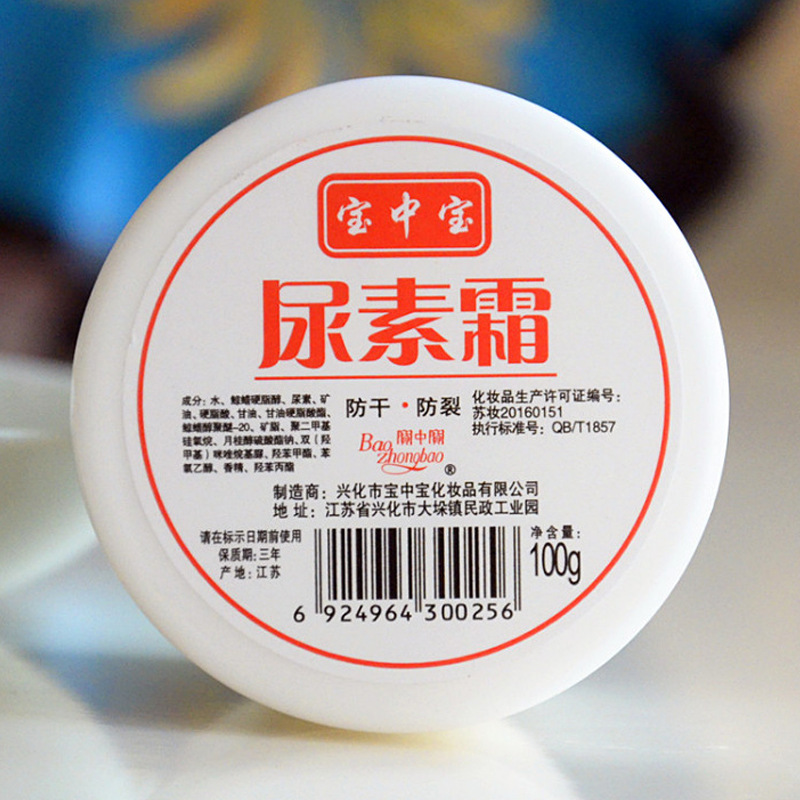 宝中宝
尿素霜
成分：水、鲸蜡硬脂醇、尿素、矿
油、硬脂酸、甘油、甘油硬脂酸酯、
鲸蜡醇聚醚-20、矿脂、聚二甲基
硅氧烷、月桂醇硫酸酯钠、双（羟
甲基）咪唑烷基脲、羟苯甲酯、苯
氧乙醇、香精、羟苯丙酯
防干·防裂
Bao
Zhongbao
®
化妆品生产许可证编号：
苏妆20160151
执行标准号：QB/T1857
制造商：兴化市宝中宝化妆品有限公司
地 址：江苏省兴化市大垛镇民政工业园
请在标示日期前使用
保质期：三年
产地：江苏
6 924964 300256
净含量：
100g